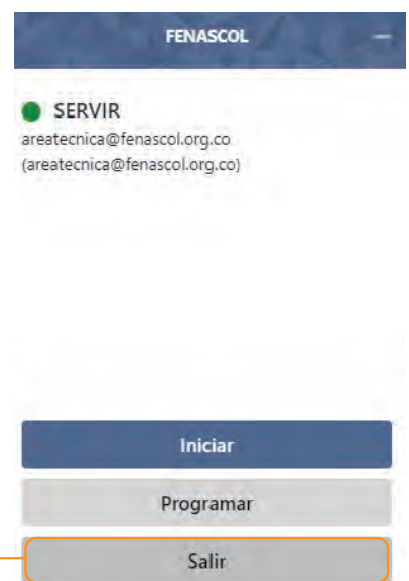 FENASCOL
SERVIR
areatecnica@fenascol.org.co
(areatecnica@fenascol.org.co)
Iniciar
Programar
Salir